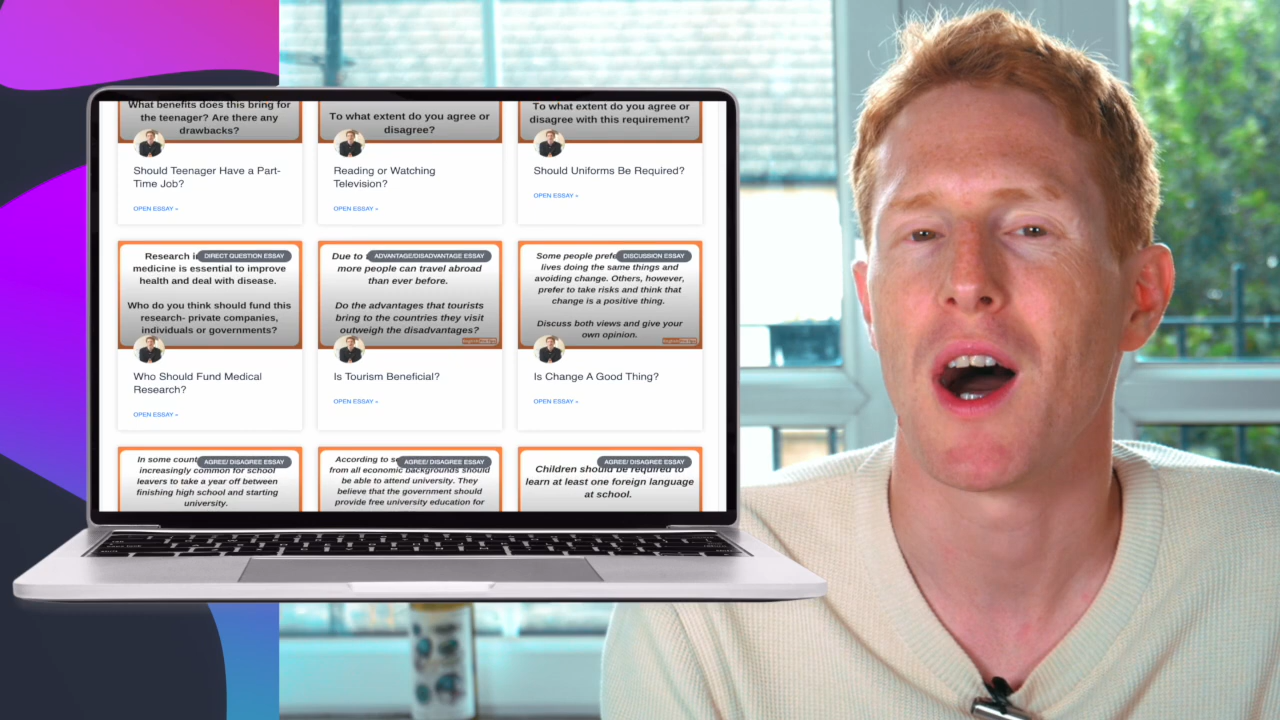 What benefits does this bring for
the teenager? Are there any
drawbacks?
Should Teenager Have a Part-
Time Job?
OPEN ESSAY »
To what extent do you agree or
disagree?
Reading or Watching
Television?
OPEN ESSAY »
To what extent do you agree or
disagree with this requirement?
Should Uniforms Be Required?
OPEN ESSAY »
DIRECT QUESTION ESSAY
Research
medicine is essential to improve
health and deal with disease.
Who do you think should fund this
research- private companies,
individuals or governments?
Who Should Fund Medical
Research?
OPEN ESSAY »
ADVANTAGE/DISADVANTAGE ESSAY
Due to
more people can travel abroad
than ever before.
Do the advantages that tourists
bring to the countries they visit
outweigh the disadvantages?
Is Tourism Beneficial?
OPEN ESSAY »
DISCUSSION ESSAY
Some people
lives doing the same things and
avoiding change. Others, however,
prefer to take risks and think that
change is a positive thing.
Discuss both views and give your
own opinion.
Is Change A Good Thing?
OPEN ESSAY »
AGREE/ DISAGREE ESSAY
In some
increasingly common for school
leavers to take a year off between
finishing high school and starting
university.
AGREE/ DISAGREE ESSAY
According to
from all economic backgrounds should
be able to attend university. They
believe that the government should
provide free university education for
AGREE/ DISAGREE ESSAY
Children should be required to
learn at least one foreign language
at school.